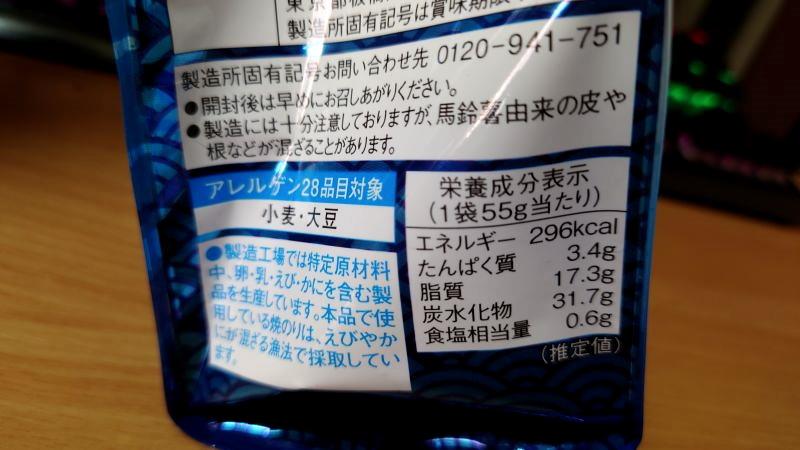 東京都板橋
製造所固有記号は賞味期限
製造所固有記号お問い合わせ先 0120-941-751
●開封後は早めにお召しあがりください。
●製造には十分注意しておりますが、馬鈴薯由来の皮や
根などが混ざることがあります。
アレルゲン28品目対象
小麦・大豆
●製造工場では特定原材料
中、卵・乳・えび・かにを含む製
品を生産しています。本品で使
用している焼のりは、えびやか
にが混ざる漁法で採取してい
ます。
栄養成分表示
(1袋55g当たり)
エネルギー 296kcal
たんぱく質 3.4g
脂質 17.3g
炭水化物 31.7g
食塩相当量 0.6g
(推定値)